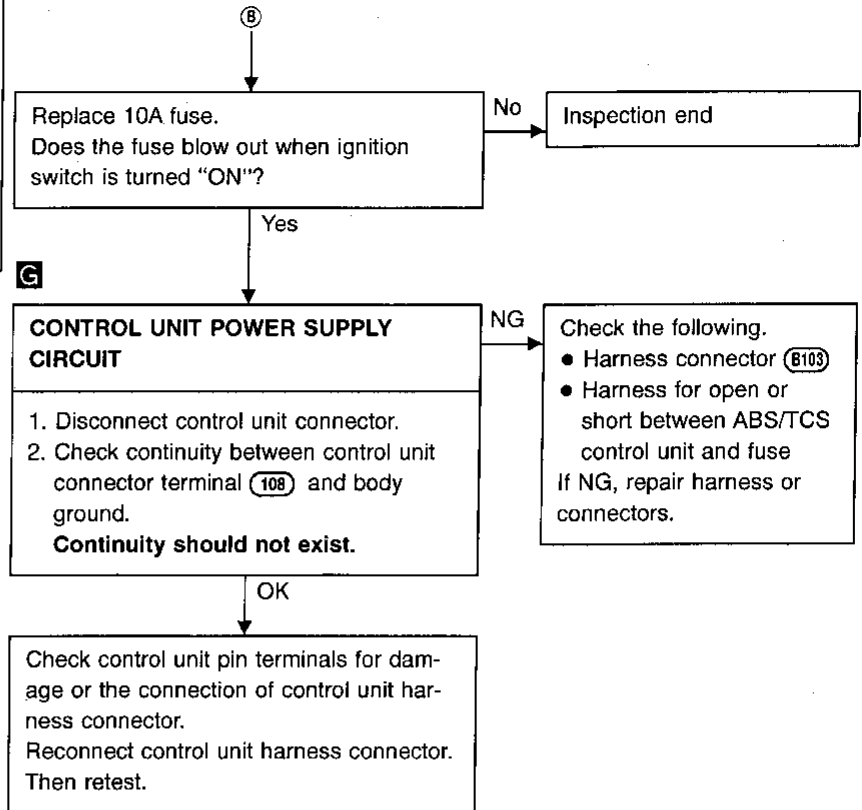 B
Replace 10A fuse.
Does the fuse blow out when ignition
switch is turned "ON"?
No
Inspection end
Yes
G
CONTROL UNIT POWER SUPPLY
CIRCUIT
1. Disconnect control unit connector.
2. Check continuity between control unit
connector terminal 108 and body
ground.
Continuity should not exist.
NG
Check the following.
● Harness connector B103
● Harness for open or
short between ABS/TCS
control unit and fuse
If NG, repair harness or
connectors.
OK
Check control unit pin terminals for dam-
age or the connection of control unit har-
ness connector.
Reconnect control unit harness connector.
Then retest.